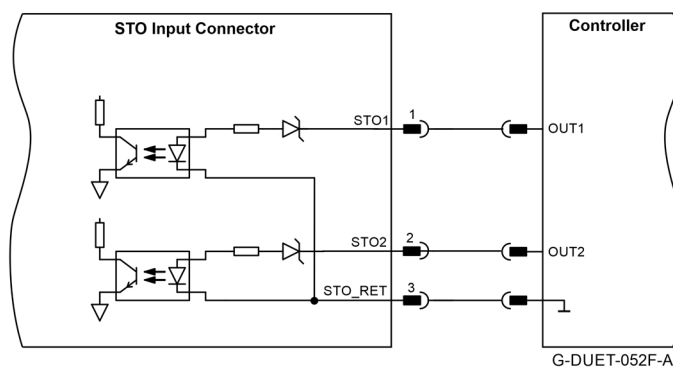 STO Input Connector
Controller
STO1
1
OUT1
STO2
2
OUT2
STO_RET
3
G-DUET-052F-A